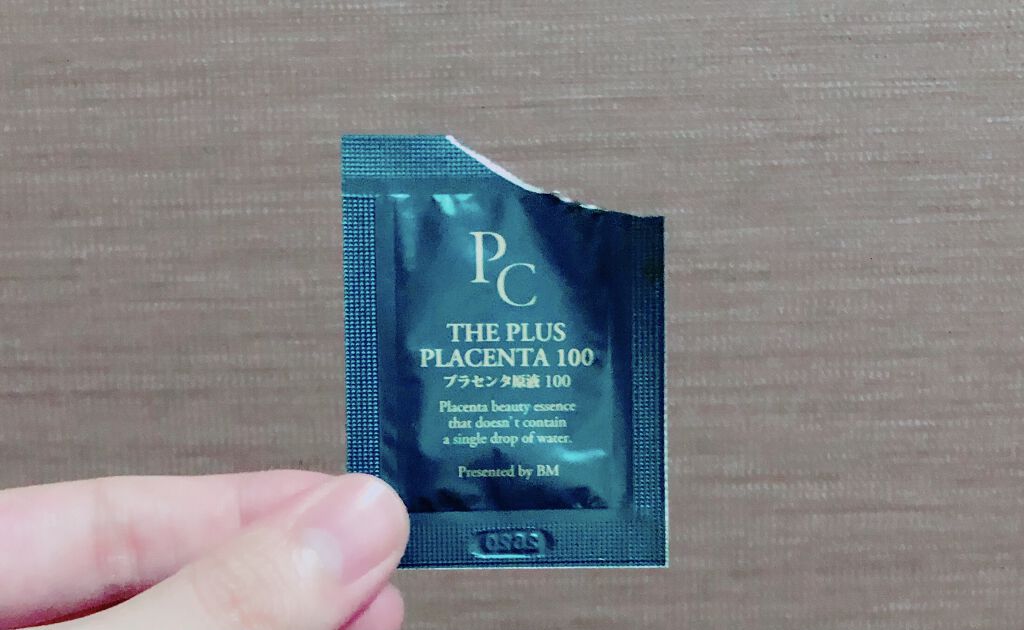 PC
THE PLUS
PLACENTA 100
プラセンタ原液 100
Placenta beauty essence
that doesn't contain
a single drop of water.
Presented by BM